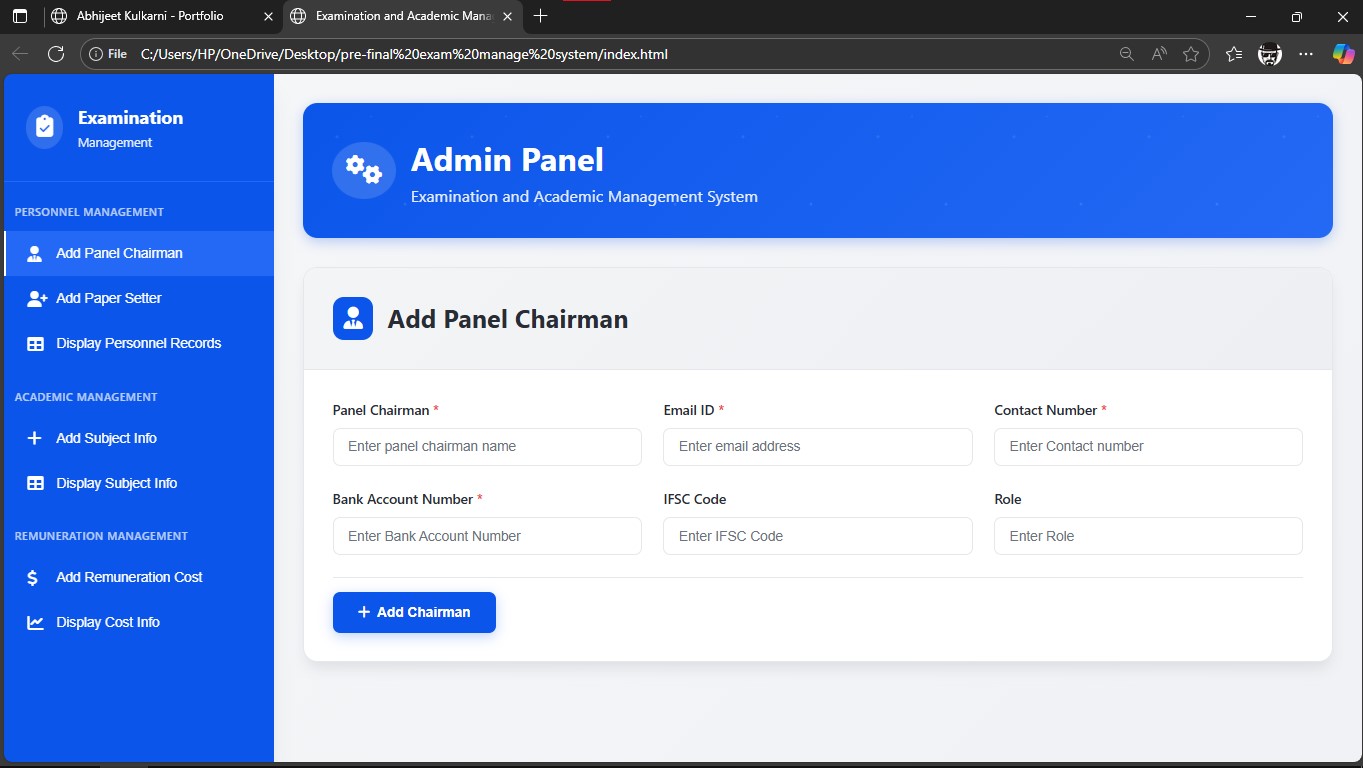 Abhijeet Kulkarni - Portfolio
Examination and Academic Mana
File C:/Users/HP/OneDrive/Desktop/pre-final%20exam%20manage%20system/index.html
Examination
Management
PERSONNEL MANAGEMENT
Add Panel Chairman
Add Paper Setter
Display Personnel Records
ACADEMIC MANAGEMENT
Add Subject Info
Display Subject Info
REMUNERATION MANAGEMENT
Add Remuneration Cost
Display Cost Info
Admin Panel
Examination and Academic Management System
Add Panel Chairman
Panel Chairman * Email ID * Contact Number *
Enter panel chairman name Enter email address Enter Contact number
Bank Account Number * IFSC Code Role
Enter Bank Account Number Enter IFSC Code Enter Role
+ Add Chairman